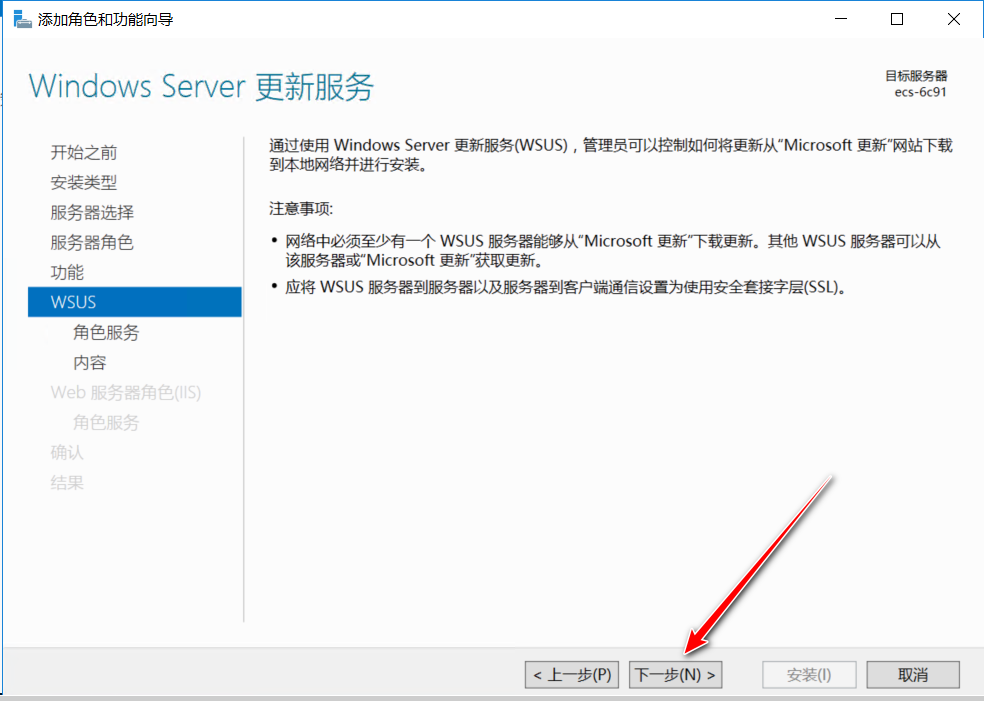 添加角色和功能向导
Windows Server 更新服务
目标服务器
ecs-6c91
开始之前
安装类型
服务器选择
服务器角色
功能
WSUS
角色服务
内容
Web 服务器角色(IIS)
角色服务
确认
结果
通过使用 Windows Server 更新服务(WSUS)，管理员可以控制如何将更新从"Microsoft 更新"网站下载
到本地网络并进行安装。
注意事项:
• 网络中必须至少有一个 WSUS 服务器能够从"Microsoft 更新"下载更新。其他 WSUS 服务器可以从
该服务器或"Microsoft 更新"获取更新。
• 应将 WSUS 服务器到服务器以及服务器到客户端通信设置为使用安全套接字层(SSL)。
< 上一步(P)
下一步(N) >
安装(I)
取消